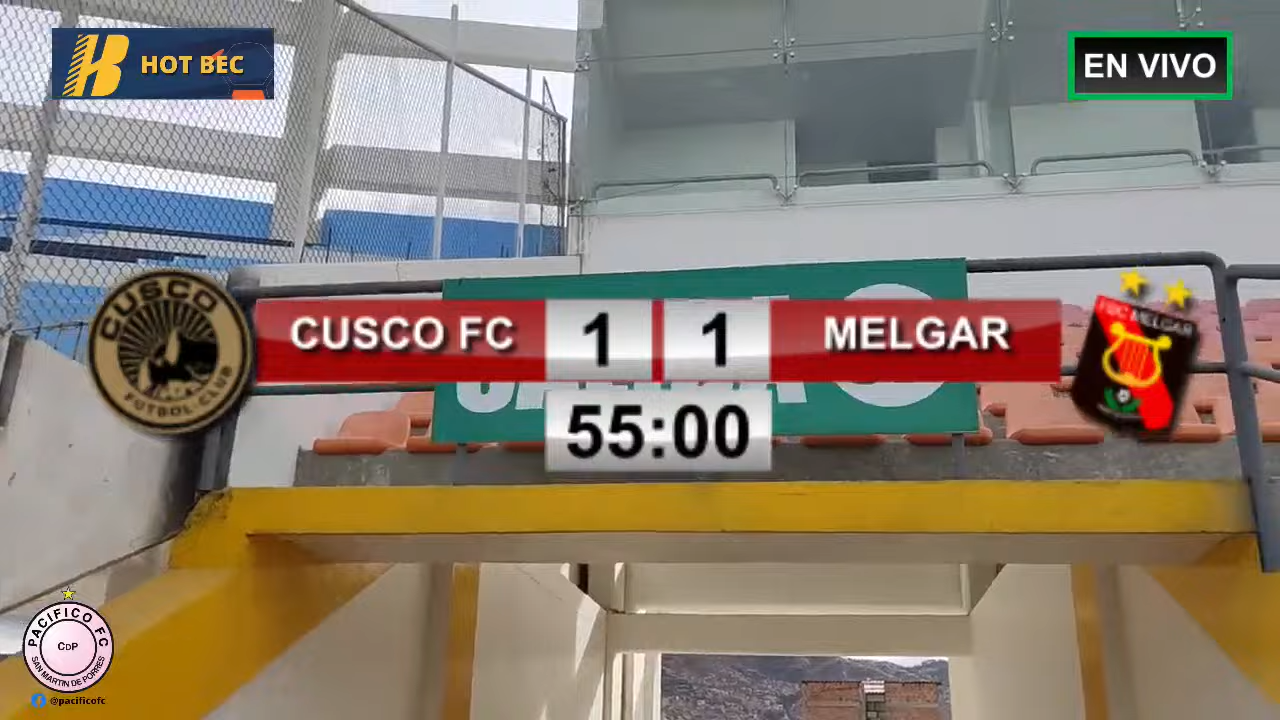 HOT BEC
EN VIVO
CUSCO
FUTBOL CLUB
CUSCO FC
1
1
MELGAR
FBC MELGAR
55:00
PACIFICO FC
CDP
SAN MARTIN DE PORRES
@pacificofc